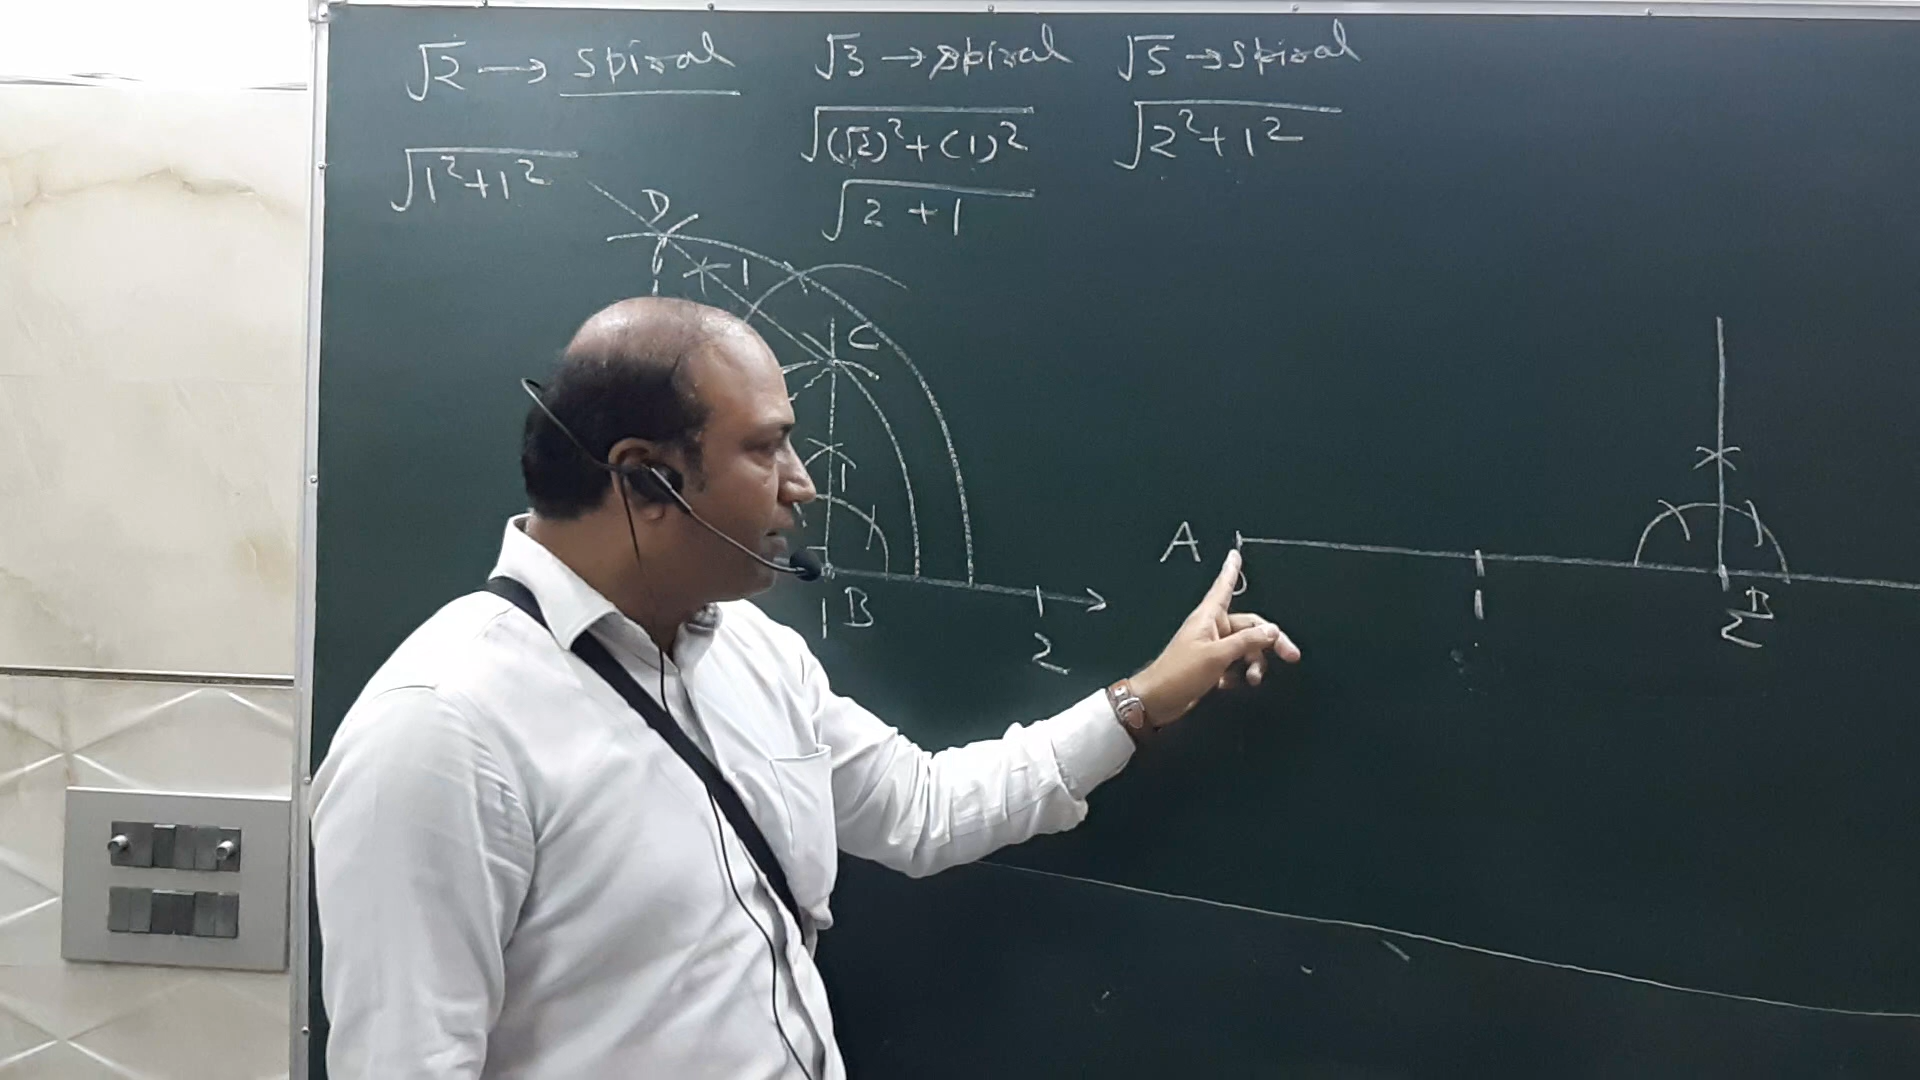 √2 → spiral
√(1²+1²)
√3 → spiral
√((√2)²+(1)²)
√(2+1)
√5 → spiral
√(2²+1²)
D
1
C
1
1 B
2
A
0
1
B
2